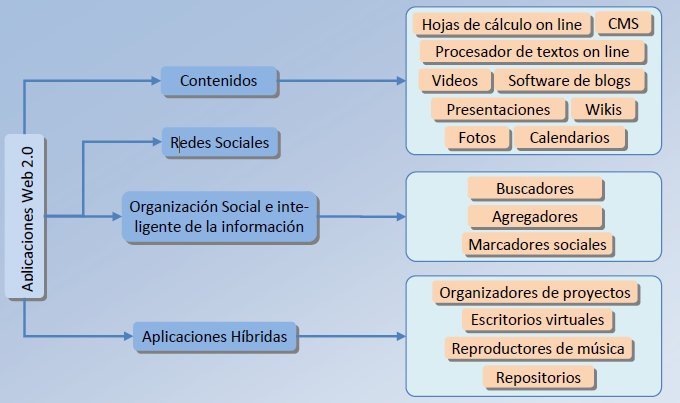 Aplicaciones Web 2.0
Contenidos
Hojas de cálculo on line
CMS
Procesador de textos on line
Videos
Software de blogs
Presentaciones
Wikis
Fotos
Calendarios
Redes Sociales
Organización Social e inte-
ligente de la información
Buscadores
Agregadores
Marcadores sociales
Aplicaciones Híbridas
Organizadores de proyectos
Escritorios virtuales
Reproductores de música
Repositorios